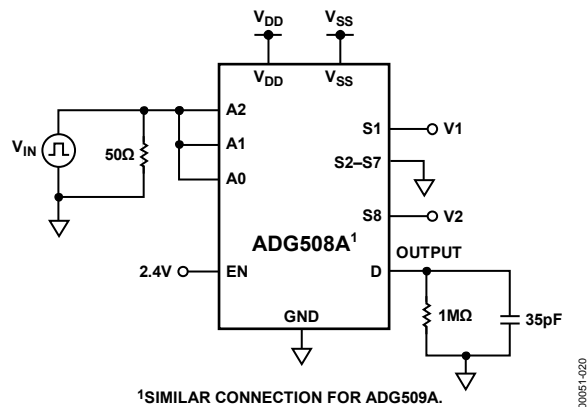 VDD VSS
VDD VSS
A2
A1
A0
VIN
50Ω
S1 V1
S2–S7
S8 V2
ADG508A¹
OUTPUT
2.4V EN
D
1MΩ 35pF
GND
¹SIMILAR CONNECTION FOR ADG509A.
00051-020